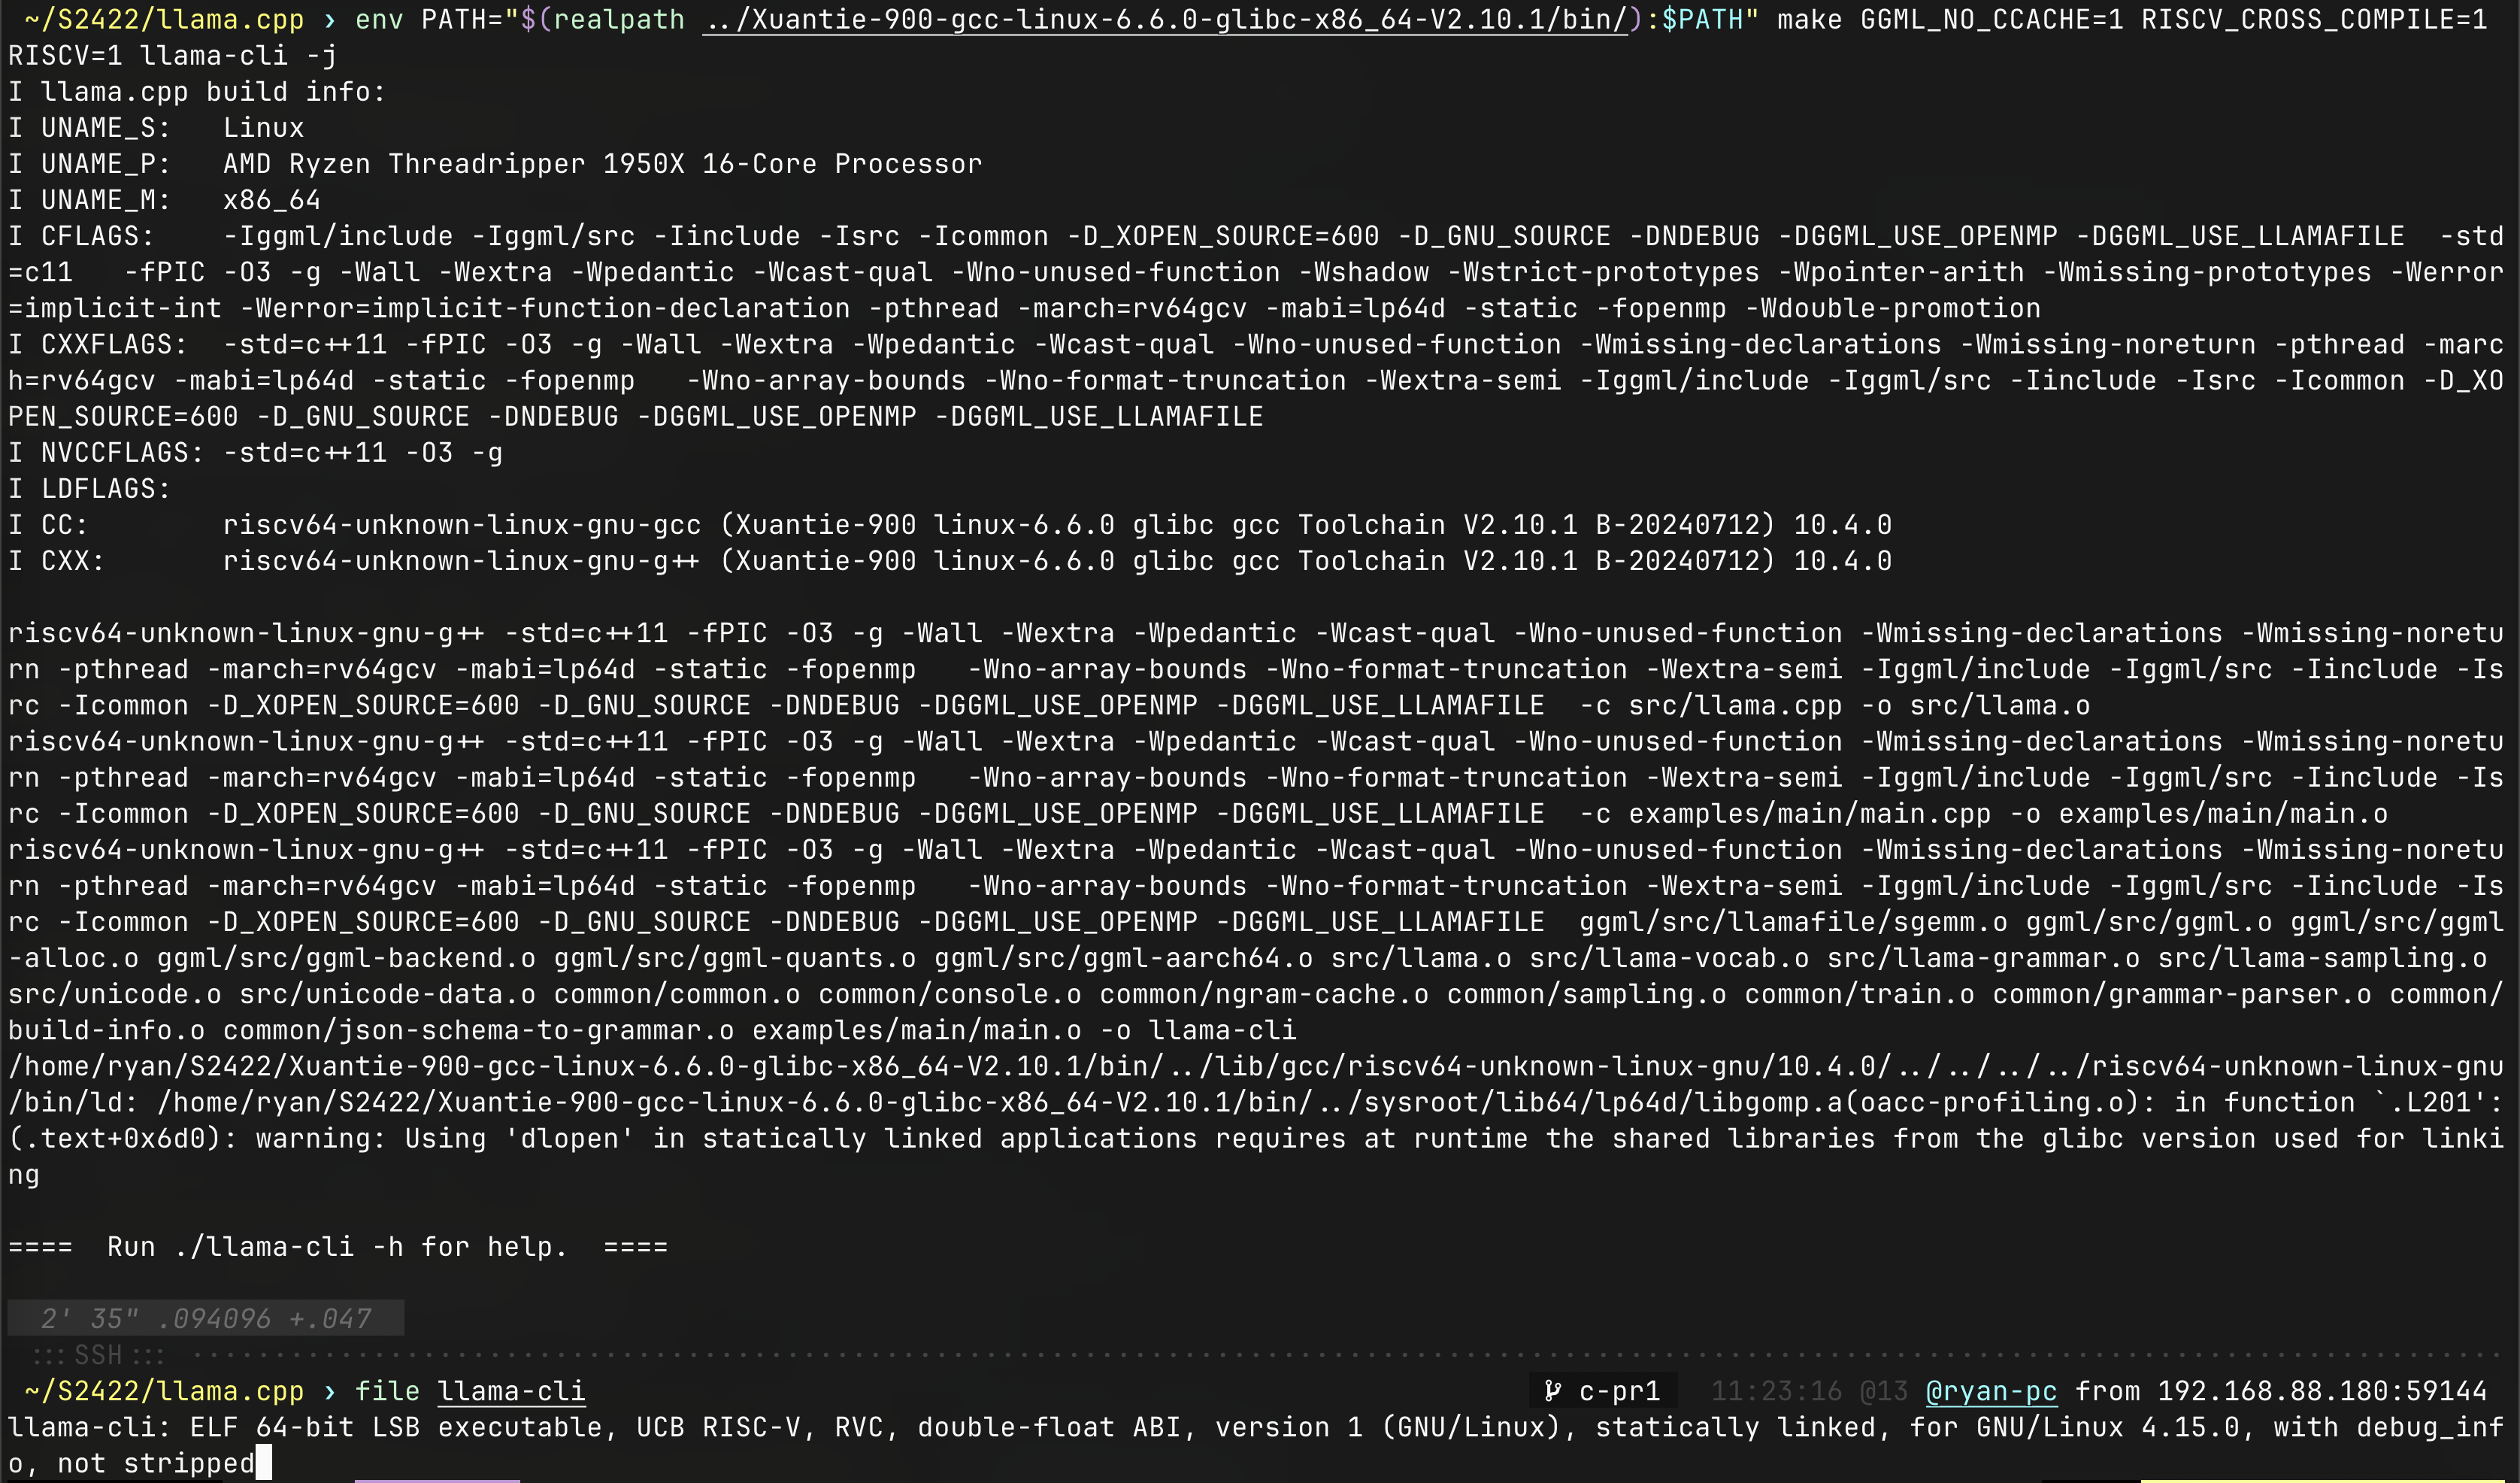 ~/S2422/llama.cpp › env PATH="$(realpath ../Xuantie-900-gcc-linux-6.6.0-glibc-x86_64-V2.10.1/bin/):$PATH" make GGML_NO_CCACHE=1 RISCV_CROSS_COMPILE=1
RISCV=1 llama-cli -j
I llama.cpp build info:
I UNAME_S:   Linux
I UNAME_P:   AMD Ryzen Threadripper 1950X 16-Core Processor
I UNAME_M:   x86_64
I CFLAGS:    -Iggml/include -Iggml/src -Iinclude -Isrc -Icommon -D_XOPEN_SOURCE=600 -D_GNU_SOURCE -DNDEBUG -DGGML_USE_OPENMP -DGGML_USE_LLAMAFILE  -std
=c11   -fPIC -O3 -g -Wall -Wextra -Wpedantic -Wcast-qual -Wno-unused-function -Wshadow -Wstrict-prototypes -Wpointer-arith -Wmissing-prototypes -Werror
=implicit-int -Werror=implicit-function-declaration -pthread -march=rv64gcv -mabi=lp64d -static -fopenmp -Wdouble-promotion
I CXXFLAGS:  -std=c++11 -fPIC -O3 -g -Wall -Wextra -Wpedantic -Wcast-qual -Wno-unused-function -Wmissing-declarations -Wmissing-noreturn -pthread -marc
h=rv64gcv -mabi=lp64d -static -fopenmp   -Wno-array-bounds -Wno-format-truncation -Wextra-semi -Iggml/include -Iggml/src -Iinclude -Isrc -Icommon -D_XO
PEN_SOURCE=600 -D_GNU_SOURCE -DNDEBUG -DGGML_USE_OPENMP -DGGML_USE_LLAMAFILE
I NVCCFLAGS: -std=c++11 -O3 -g
I LDFLAGS:
I CC:        riscv64-unknown-linux-gnu-gcc (Xuantie-900 linux-6.6.0 glibc gcc Toolchain V2.10.1 B-20240712) 10.4.0
I CXX:       riscv64-unknown-linux-gnu-g++ (Xuantie-900 linux-6.6.0 glibc gcc Toolchain V2.10.1 B-20240712) 10.4.0
riscv64-unknown-linux-gnu-g++ -std=c++11 -fPIC -O3 -g -Wall -Wextra -Wpedantic -Wcast-qual -Wno-unused-function -Wmissing-declarations -Wmissing-noretu
rn -pthread -march=rv64gcv -mabi=lp64d -static -fopenmp   -Wno-array-bounds -Wno-format-truncation -Wextra-semi -Iggml/include -Iggml/src -Iinclude -Is
rc -Icommon -D_XOPEN_SOURCE=600 -D_GNU_SOURCE -DNDEBUG -DGGML_USE_OPENMP -DGGML_USE_LLAMAFILE  -c src/llama.cpp -o src/llama.o
riscv64-unknown-linux-gnu-g++ -std=c++11 -fPIC -O3 -g -Wall -Wextra -Wpedantic -Wcast-qual -Wno-unused-function -Wmissing-declarations -Wmissing-noretu
rn -pthread -march=rv64gcv -mabi=lp64d -static -fopenmp   -Wno-array-bounds -Wno-format-truncation -Wextra-semi -Iggml/include -Iggml/src -Iinclude -Is
rc -Icommon -D_XOPEN_SOURCE=600 -D_GNU_SOURCE -DNDEBUG -DGGML_USE_OPENMP -DGGML_USE_LLAMAFILE  -c examples/main/main.cpp -o examples/main/main.o
riscv64-unknown-linux-gnu-g++ -std=c++11 -fPIC -O3 -g -Wall -Wextra -Wpedantic -Wcast-qual -Wno-unused-function -Wmissing-declarations -Wmissing-noretu
rn -pthread -march=rv64gcv -mabi=lp64d -static -fopenmp   -Wno-array-bounds -Wno-format-truncation -Wextra-semi -Iggml/include -Iggml/src -Iinclude -Is
rc -Icommon -D_XOPEN_SOURCE=600 -D_GNU_SOURCE -DNDEBUG -DGGML_USE_OPENMP -DGGML_USE_LLAMAFILE  ggml/src/llamafile/sgemm.o ggml/src/ggml.o ggml/src/ggml
-alloc.o ggml/src/ggml-backend.o ggml/src/ggml-quants.o ggml/src/ggml-aarch64.o src/llama.o src/llama-vocab.o src/llama-grammar.o src/llama-sampling.o
src/unicode.o src/unicode-data.o common/common.o common/console.o common/ngram-cache.o common/sampling.o common/train.o common/grammar-parser.o common/
build-info.o common/json-schema-to-grammar.o examples/main/main.o -o llama-cli
/home/ryan/S2422/Xuantie-900-gcc-linux-6.6.0-glibc-x86_64-V2.10.1/bin/../lib/gcc/riscv64-unknown-linux-gnu/10.4.0/../../../../riscv64-unknown-linux-gnu
/bin/ld: /home/ryan/S2422/Xuantie-900-gcc-linux-6.6.0-glibc-x86_64-V2.10.1/bin/../sysroot/lib64/lp64d/libgomp.a(oacc-profiling.o): in function `.L201':
(.text+0x6d0): warning: Using 'dlopen' in statically linked applications requires at runtime the shared libraries from the glibc version used for linki
ng
====  Run ./llama-cli -h for help.  ====
2' 35" .094096 +.047
:::SSH:::
~/S2422/llama.cpp › file llama-cli c-pr1 11:23:16 @13 @ryan-pc from 192.168.88.180:59144
llama-cli: ELF 64-bit LSB executable, UCB RISC-V, RVC, double-float ABI, version 1 (GNU/Linux), statically linked, for GNU/Linux 4.15.0, with debug_inf
o, not stripped